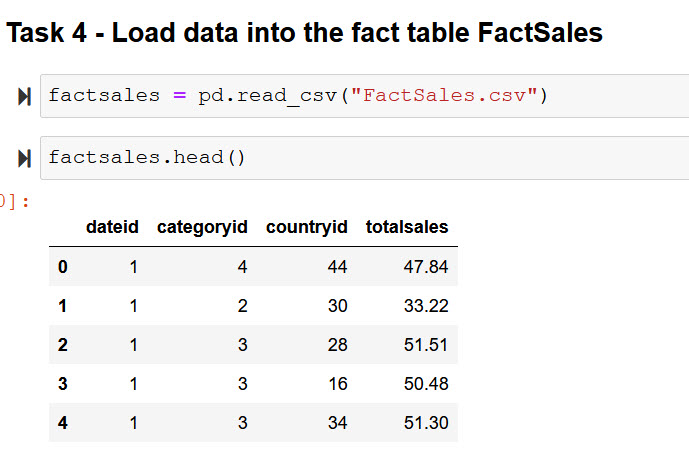 Task 4 - Load data into the fact table FactSales
factsales = pd.read_csv("FactSales.csv")
factsales.head()
0]:
dateid categoryid countryid totalsales
0 1 4 44 47.84
1 1 2 30 33.22
2 1 3 28 51.51
3 1 3 16 50.48
4 1 3 34 51.30